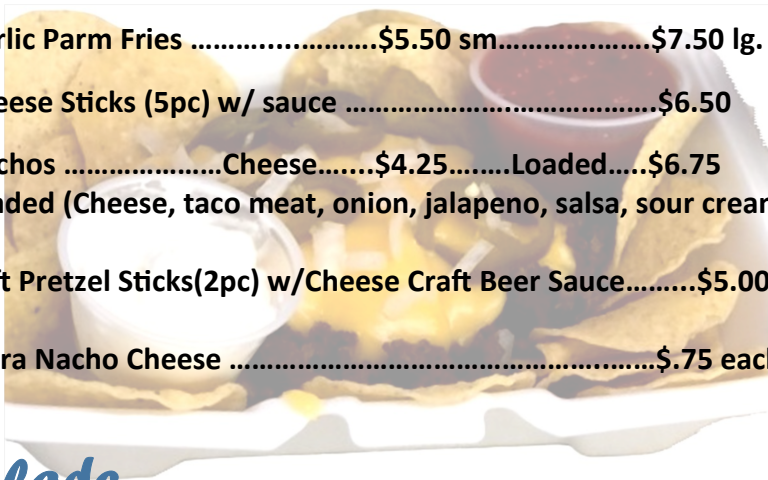 rlic Parm Fries ……….....……….$5.50 sm…………..…….$7.50 lg.
eese Sticks (5pc) w/ sauce ………………………..……………….$6.50
chos …………………Cheese….…$4.25….….Loaded…..$6.75
ded (Cheese, taco meat, onion, jalapeno, salsa, sour crea
t Pretzel Sticks(2pc) w/Cheese Craft Beer Sauce……...$5.00
ra Nacho Cheese ………………………………………..……$.75 eac